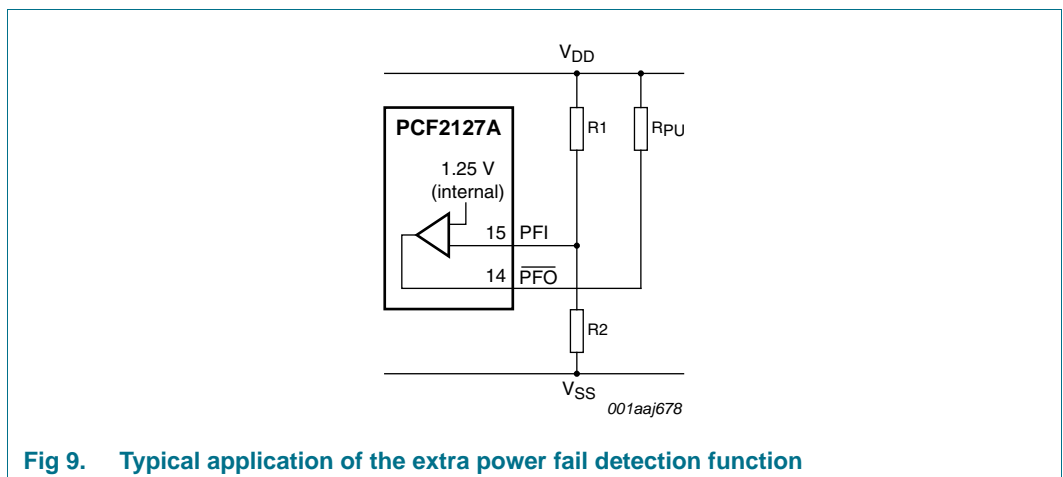 VDD
PCF2127A
R1
RPU
1.25 V
(internal)
15 PFI
14 PFO
R2
VSS
001aaj678
Fig 9. Typical application of the extra power fail detection function